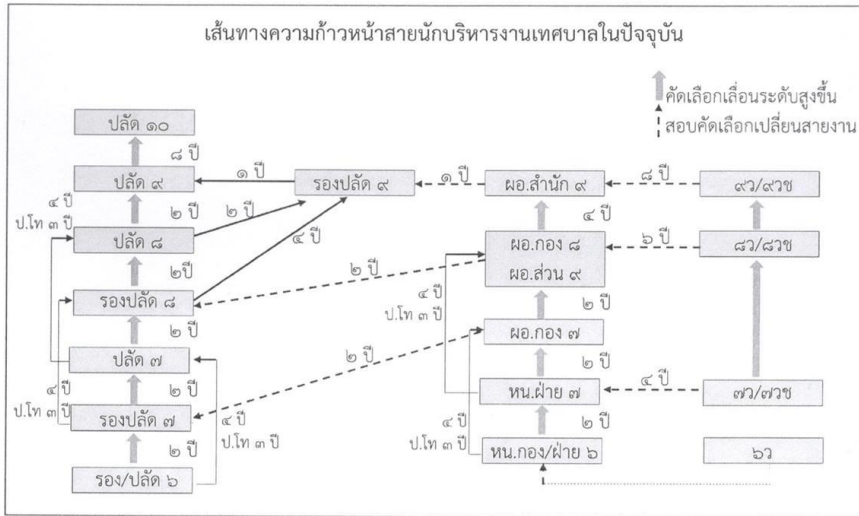 เส้นทางความก้าวหน้าสายนักบริหารงานเทศบาลในปัจจุบัน
คัดเลือกเลื่อนระดับสูงขึ้น
สอบคัดเลือกเปลี่ยนสายงาน
ปลัด ๑๐
๘ ปี
ปลัด ๙
๑ ปี
รองปลัด ๙
๑ ปี
ผอ.สำนัก ๙
๘ ปี
๙ว/๙วช
๔ ปี
ป.โท ๓ ปี
๒ ปี
๒ ปี
๔ ปี
๔ ปี
ปลัด ๘
๒ปี
ผอ.กอง ๘
ผอ.ส่วน ๙
๖ ปี
๘ว/๘วช
๒ ปี
๔ ปี
ป.โท ๓ ปี
รองปลัด ๘
๒ ปี
๒ ปี
ผอ.กอง ๗
๒ ปี
ปลัด ๗
๒ ปี
๔ ปี
ป.โท ๓ ปี
๒ ปี
หน.ฝ่าย ๗
๔ ปี
๗ว/๗วช
รองปลัด ๗
๒ ปี
๔ ปี
ป.โท ๓ ปี
๔ ปี
ป.โท ๓ ปี
๒ ปี
รอง/ปลัด ๖
หน.กอง/ฝ่าย ๖
๖ว